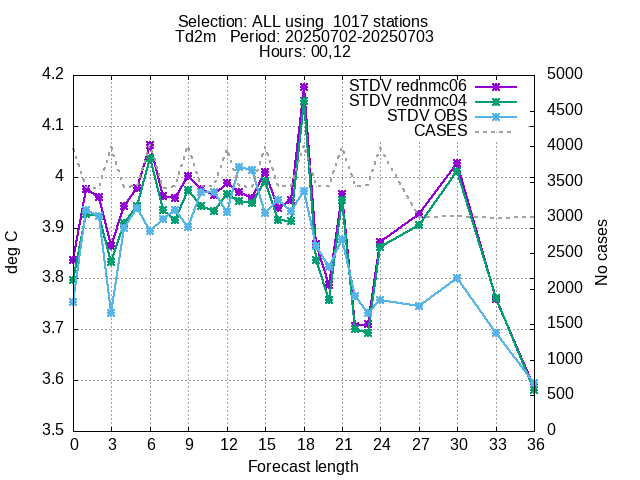 Selection: ALL using  1017 stations
Td2m   Period: 20250702-20250703
Hours: 00,12
STDV rednmc06
STDV rednmc04
STDV OBS
CASES
4.2
4.1
4
3.9
3.8
3.7
3.6
3.5
deg C
5000
4500
4000
3500
3000
2500
2000
1500
1000
500
0
No cases
0 3 6 9 12 15 18 21 24 27 30 33 36
Forecast length